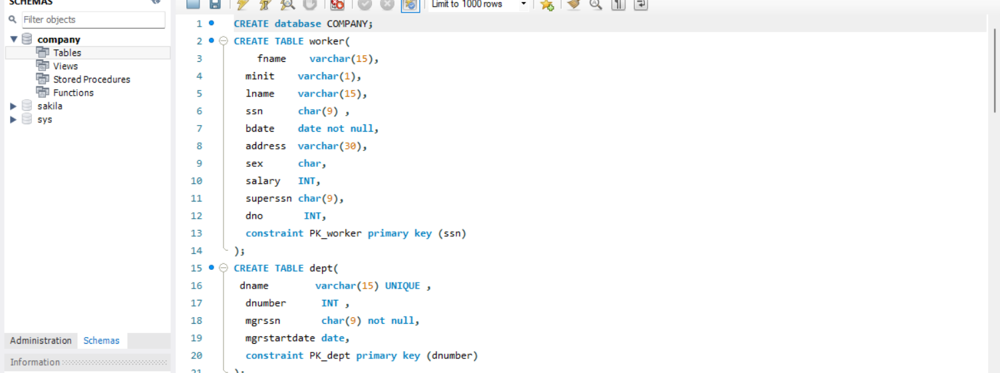 SCHEMAS
Limit to 1000 rows
Filter objects
company
Tables
Views
Stored Procedures
Functions
sakila
sys
Administration Schemas
Information
1 CREATE database COMPANY;
2 CREATE TABLE worker(
3 fname varchar(15),
4 minit varchar(1),
5 lname varchar(15),
6 ssn char(9) ,
7 bdate date not null,
8 address varchar(30),
9 sex char,
10 salary INT,
11 superssn char(9),
12 dno INT,
13 constraint PK_worker primary key (ssn)
14 );
15 CREATE TABLE dept(
16 dname varchar(15) UNIQUE ,
17 dnumber INT ,
18 mgrssn char(9) not null,
19 mgrstartdate date,
20 constraint PK_dept primary key (dnumber)
21 );